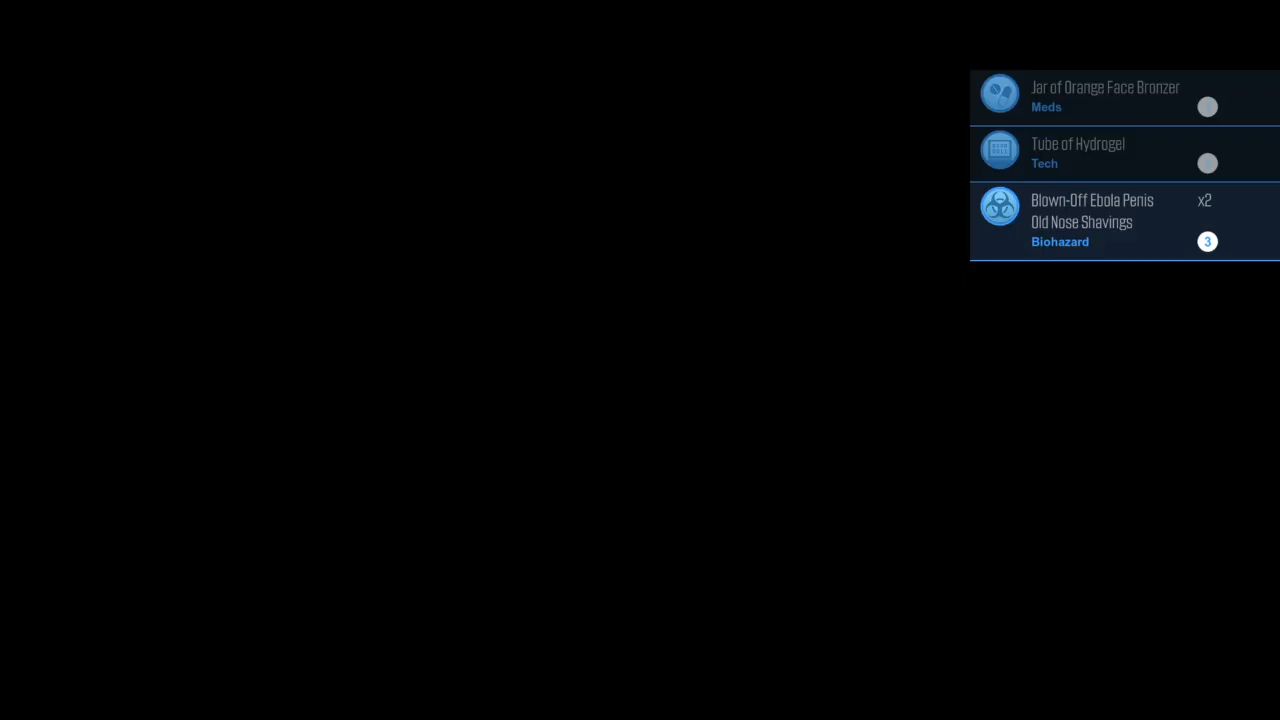 Jar of Orange Face Bronzer
Meds
Tube of Hydrogel
Tech
Blown-Off Ebola Penis x2
Old Nose Shavings
Biohazard 3